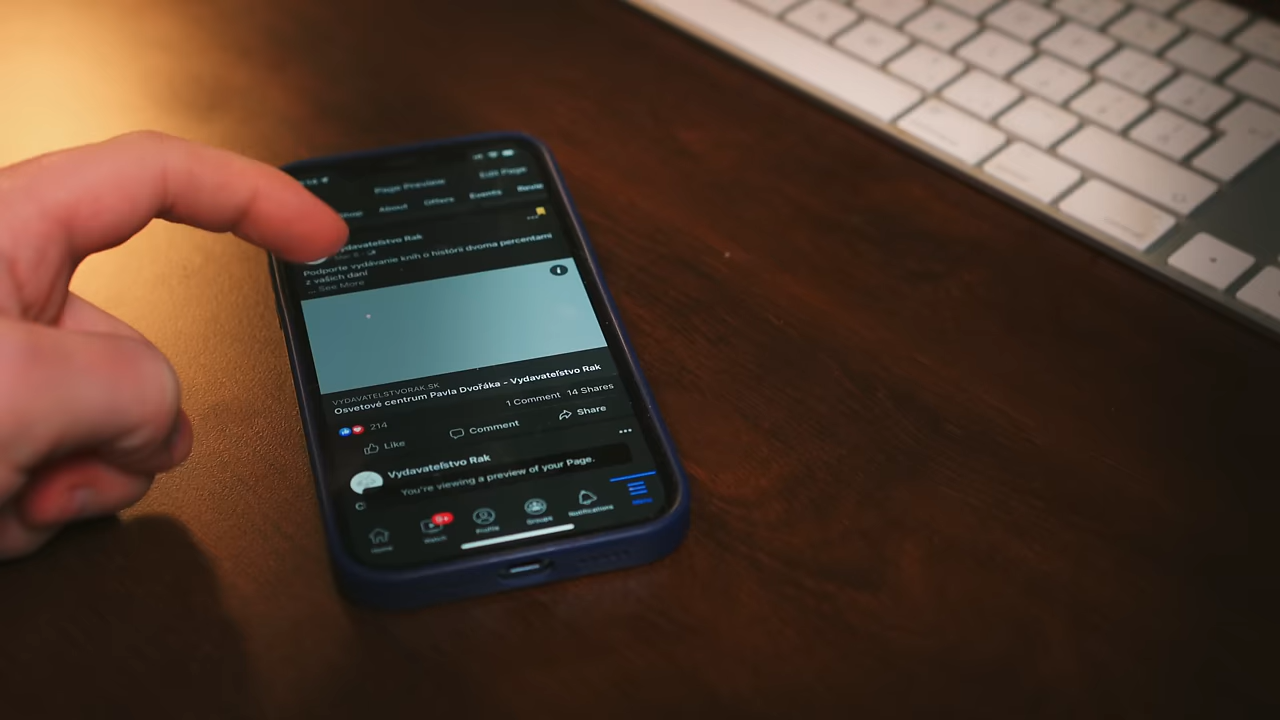 Page Preview
Edit Page
Shop About Offers Events
Vydavateľstvo Rak
Podporte vydávanie kníh o histórii dvoma percentami
z vašich daní
... See More
VYDAVATELSTVORAK.SK
Osvetové centrum Pavla Dvořáka - Vydavateľstvo Rak
214
1 Comment 14 Shares
Like Comment Share
Vydavateľstvo Rak
You're viewing a preview of your Page.
Home Watch 9+ Profile Groups Notifications Menu